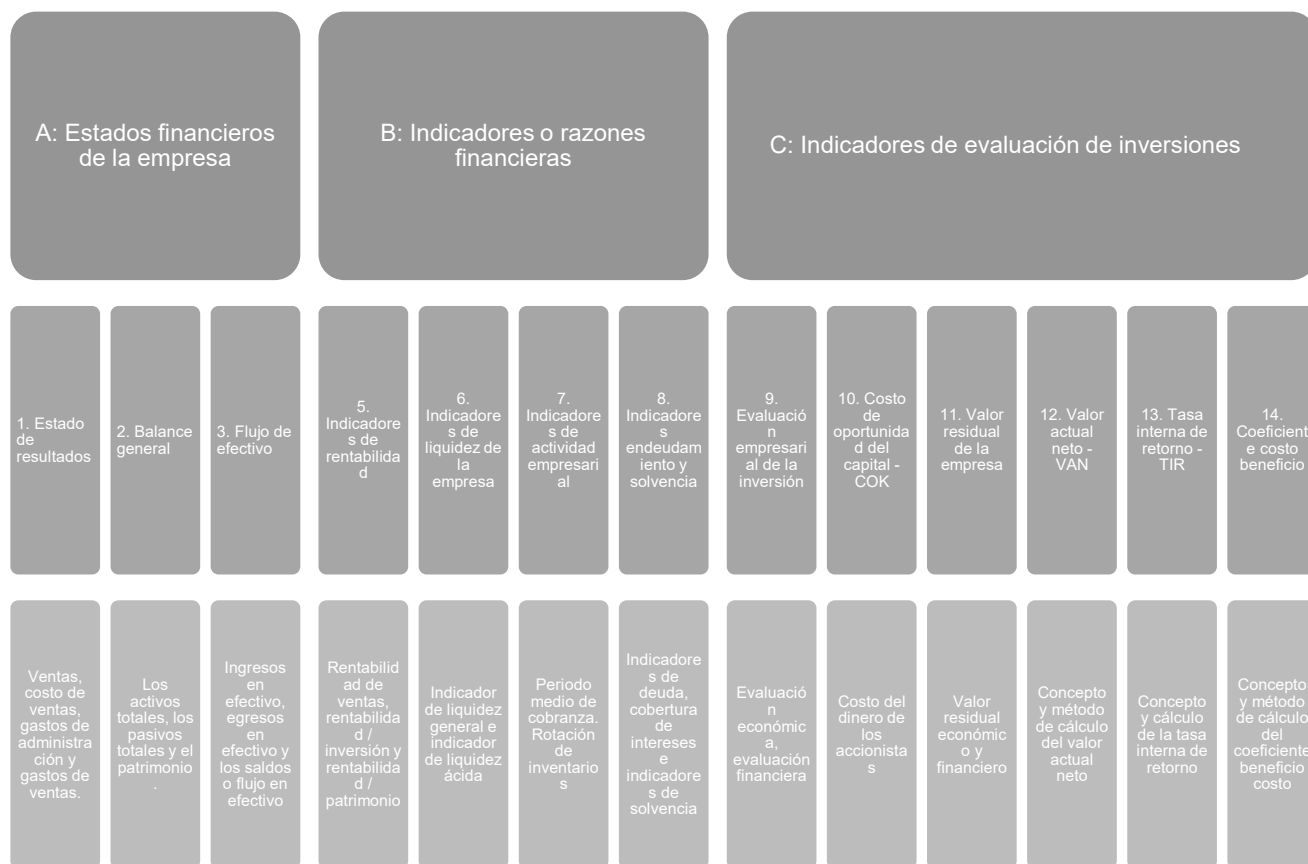 A: Estados financieros
de la empresa
B: Indicadores o razones
financieras
C: Indicadores de evaluación de inversiones
1. Estado
de
resultados
2. Balance
general
3. Flujo de
efectivo
5.
Indicadore
s de
rentabilida
d
6.
Indicadore
s de
liquidez de
la
empresa
7.
Indicadore
s de
actividad
empresari
al
8.
Indicadore
s
endeudam
iento y
solvencia
9.
Evaluació
n
empresari
al de la
inversión
10. Costo
de
oportunida
d del
capital -
COK
11. Valor
residual
de la
empresa
12. Valor
actual
neto -
VAN
13. Tasa
interna de
retorno -
TIR
14.
Coeficient
e costo
beneficio
Ventas,
costo de
ventas,
gastos de
administra
ción y
gastos de
ventas.
Los
activos
totales, los
pasivos
totales y el
patrimonio
.
Ingresos
en
efectivo,
egresos
en
efectivo y
los saldos
o flujo en
efectivo
Rentabilid
ad de
ventas,
rentabilida
d /
inversión y
rentabilida
d /
patrimonio
Indicador
de liquidez
general e
indicador
de liquidez
ácida
Periodo
medio de
cobranza.
Rotación
de
inventario
s
Indicadore
s de
deuda,
cobertura
de
intereses
e
indicadore
s de
solvencia
Evaluació
n
económic
a,
evaluación
financiera
Costo del
dinero de
los
accionista
s
Valor
residual
económic
o y
financiero
Concepto
y método
de cálculo
del valor
actual
neto
Concepto
y cálculo
de la tasa
interna de
retorno
Concepto
y método
de cálculo
del
coeficiente
beneficio
costo